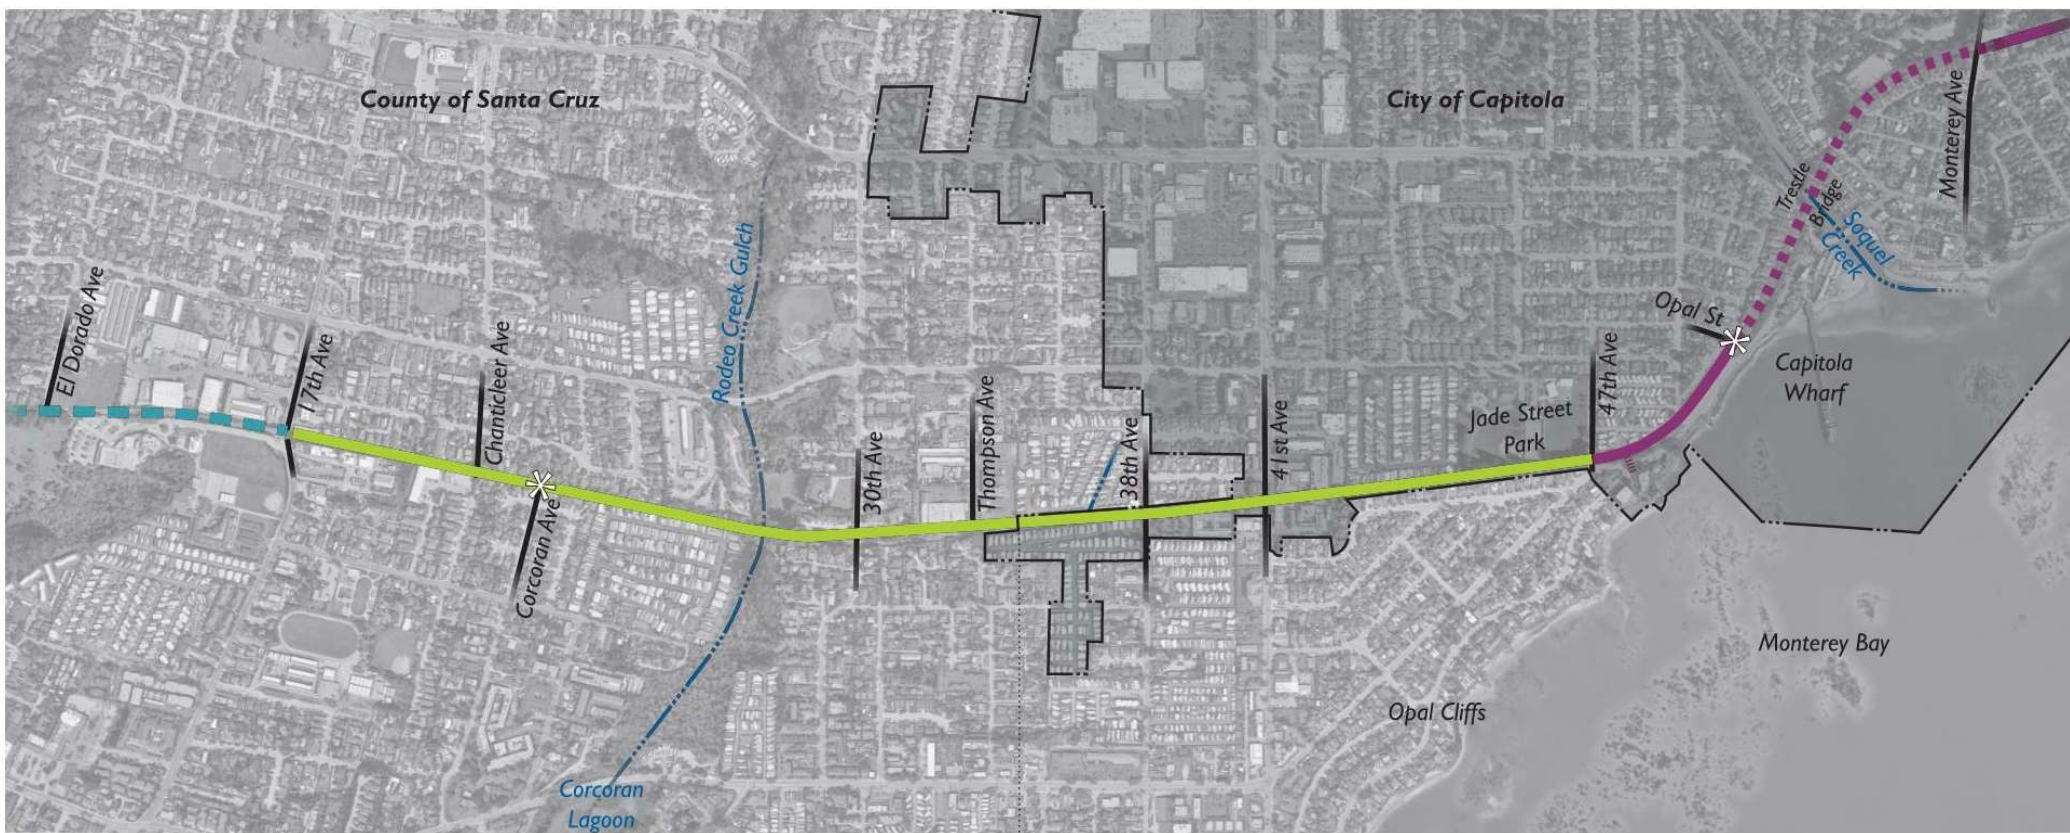 County of Santa Cruz
City of Capitola
Monterey Ave
Trestle
Bridge
Soquel
Creek
Rodeo Creek Gulch
El Dorado Ave
17th Ave
Chanticleer Ave
Opal St
Capitola
Wharf
47th Ave
Jade Street
Park
41st Ave
38th Ave
Thompson Ave
30th Ave
Corcoran Ave
Monterey Bay
Opal Cliffs
Corcoran
Lagoon